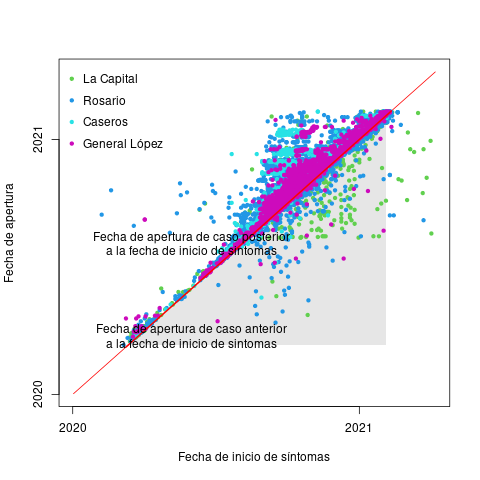 La Capital
Rosario
Caseros
General López
Fecha de apertura de caso posterior
a la fecha de inicio de sintomas
Fecha de apertura de caso anterior
a la fecha de inicio de sintomas
2021
2020
Fecha de apertura
2020
2021
Fecha de inicio de síntomas